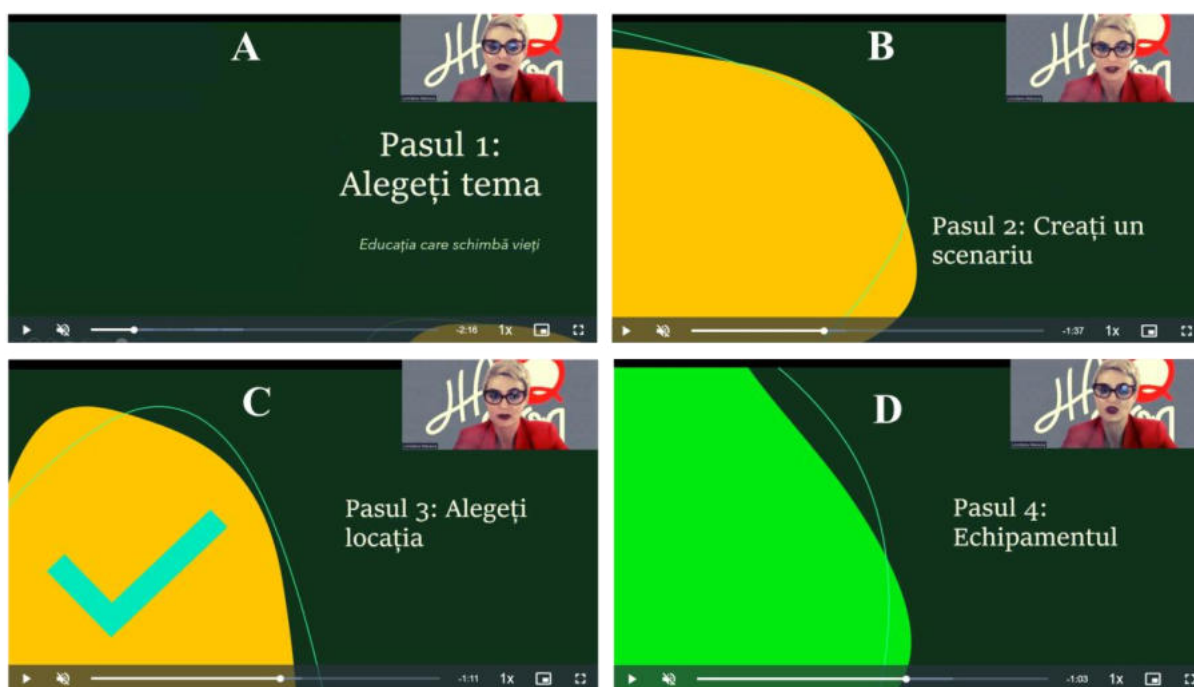 A
Pasul 1:
Alegeți tema
Educația care schimbă vieți
-2:16 1x
B
Pasul 2: Creați un
scenariu
-1:37 1x
C
Pasul 3: Alegeți
locația
-1:11 1x
D
Pasul 4:
Echipamentul
-1:03 1x